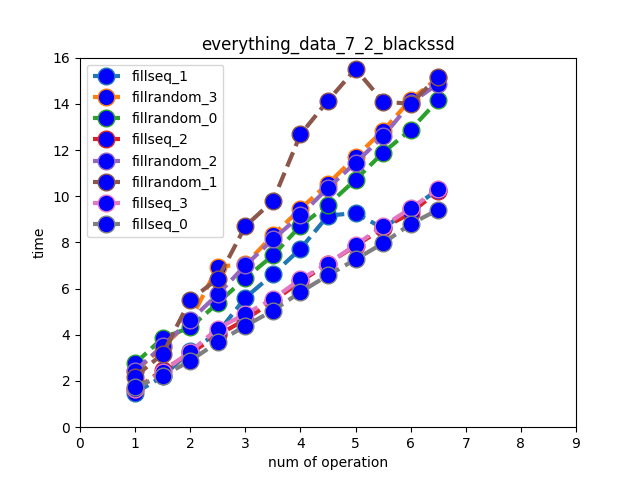 everything_data_7_2_blackssd
16
14
12
10
8
6
4
2
0
time
fillseq_1
fillrandom_3
fillrandom_0
fillseq_2
fillrandom_2
fillrandom_1
fillseq_3
fillseq_0
0 1 2 3 4 5 6 7 8 9
num of operation